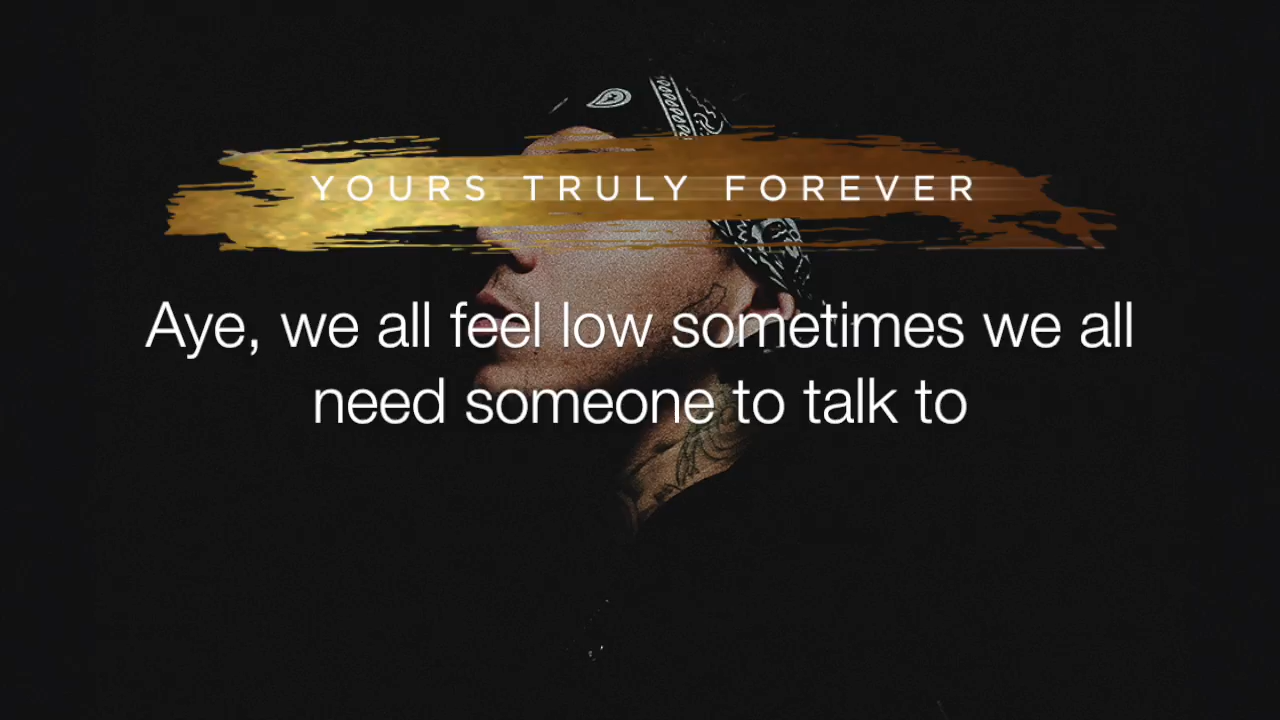 YOURS TRULY FOREVER
Aye, we all feel low sometimes we all
need someone to talk to